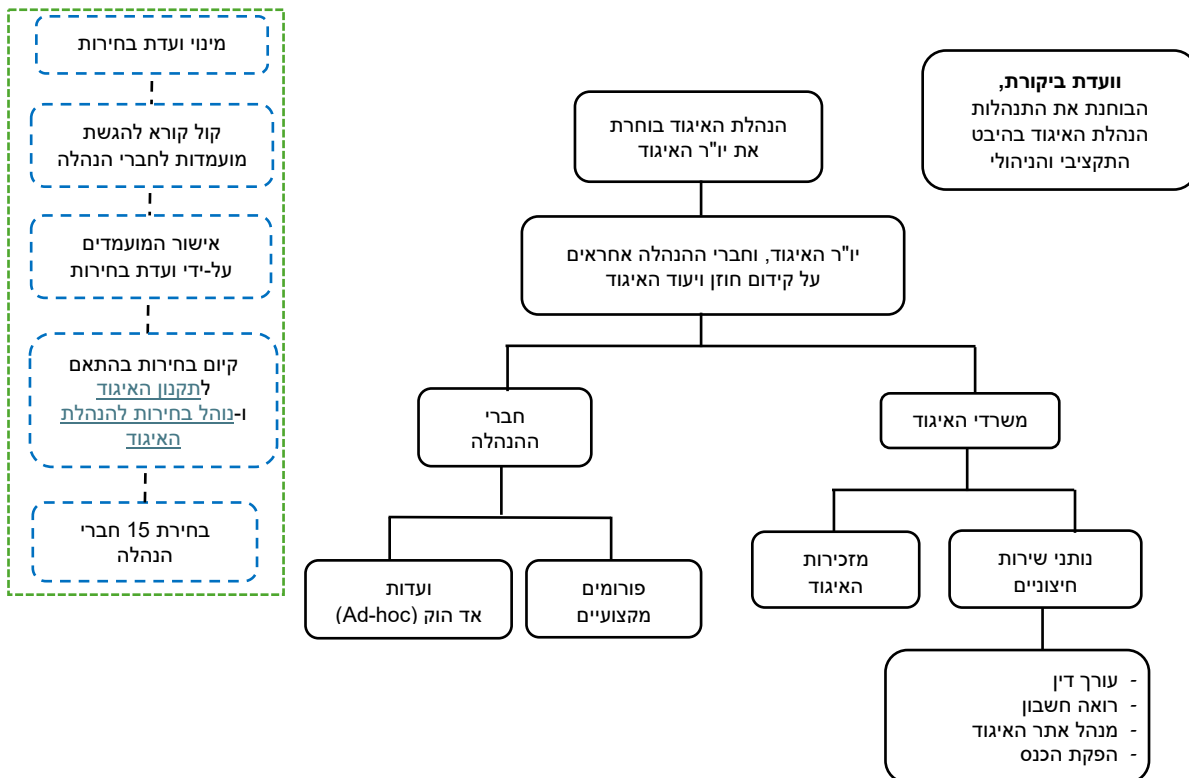 וועדת ביקורת,
הבוחנת את התנהלות
הנהלת האיגוד בהיבט
התקציבי והניהולי
הנהלת האיגוד בוחרת
את יו"ר האיגוד
יו"ר האיגוד, וחברי ההנהלה אחראים
על קידום חוזן ויעוד האיגוד
משרדי האיגוד
חברי
ההנהלה
נותני שירות
חיצוניים
מזכירות
האיגוד
פורומים
מקצועיים
ועדות
אד הוק (Ad-hoc)
- עורך דין
- רואה חשבון
- מנהל אתר האיגוד
- הפקת הכנס
מינוי ועדת בחירות
קול קורא להגשת
מועמדות לחברי הנהלה
אישור המועמדים
על-ידי ועדת בחירות
קיום בחירות בהתאם
לתקנון האיגוד
ו-נוהל בחירות להנהלת
האיגוד
בחירת 15 חברי
הנהלה